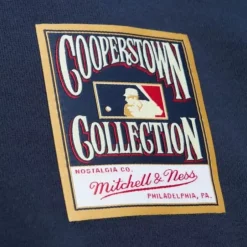 COOPERSTOWN
COLLECTION
NOSTALGIA CO.
Mitchell & Ness
PHILADELPHIA, PA.